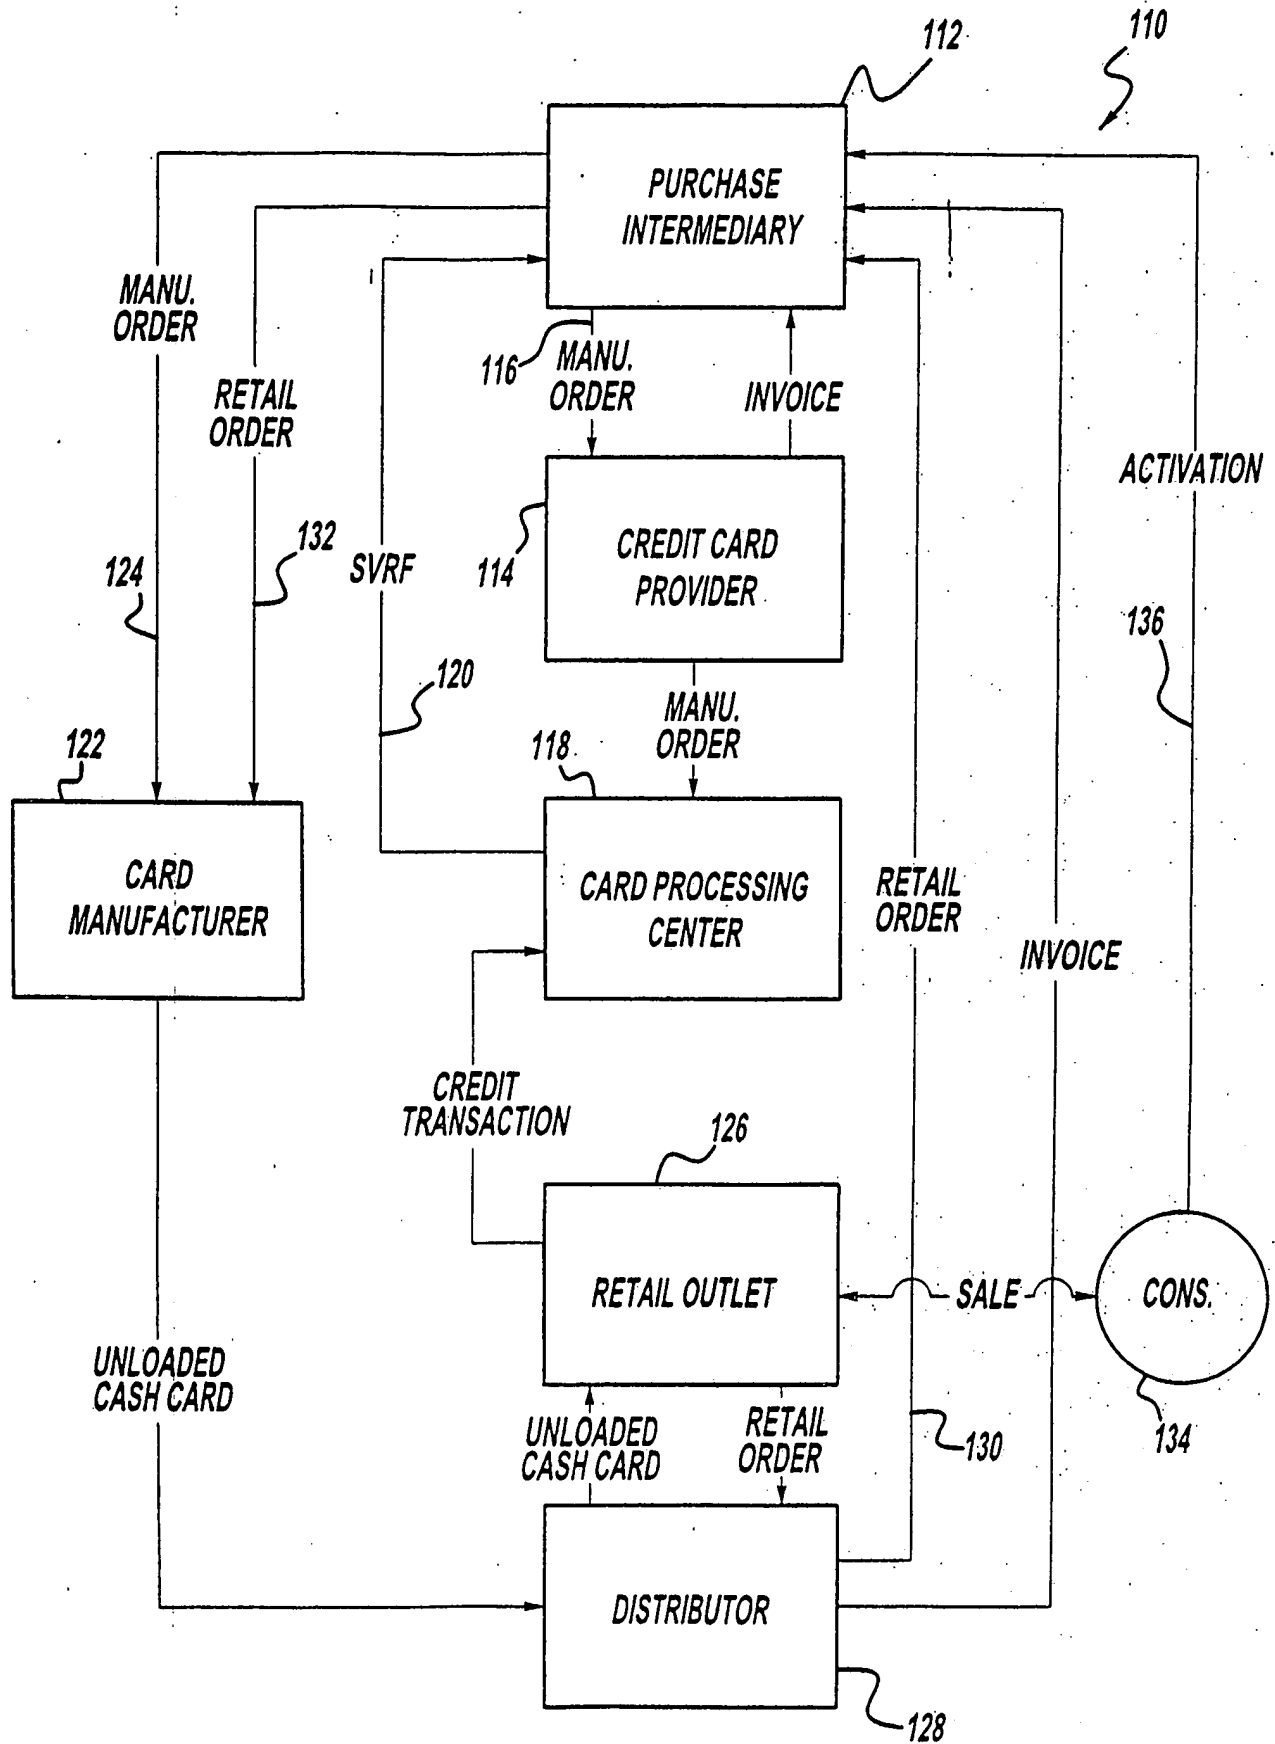 110
112
PURCHASE
INTERMEDIARY
MANU.
ORDER
RETAIL
ORDER
116
MANU.
ORDER
INVOICE
ACTIVATION
114
CREDIT CARD
PROVIDER
SVRF
132
124
136
120
MANU.
ORDER
122
118
CARD
MANUFACTURER
CARD PROCESSING
CENTER
RETAIL
ORDER
INVOICE
CREDIT
TRANSACTION
126
RETAIL OUTLET
SALE
CONS.
UNLOADED
CASH CARD
134
UNLOADED
CASH CARD
RETAIL
ORDER
130
DISTRIBUTOR
128